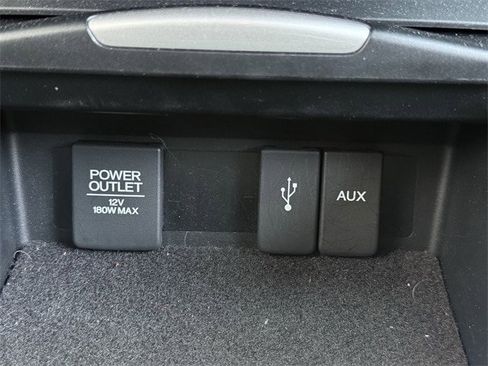 POWER
OUTLET
12V
180W MAX
AUX